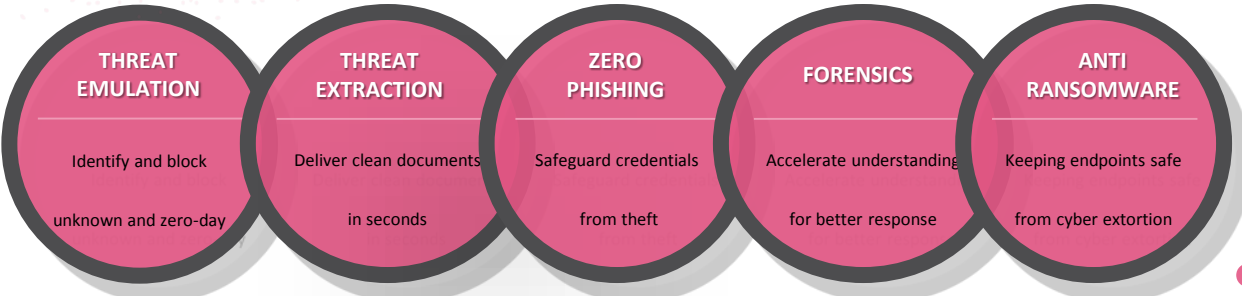 THREAT
EMULATION
Identify and block
unknown and zero-day
THREAT
EXTRACTION
Deliver clean documents
in seconds
ZERO
PHISHING
Safeguard credentials
from theft
FORENSICS
Accelerate understanding
for better response
ANTI
RANSOMWARE
Keeping endpoints safe
from cyber extortion